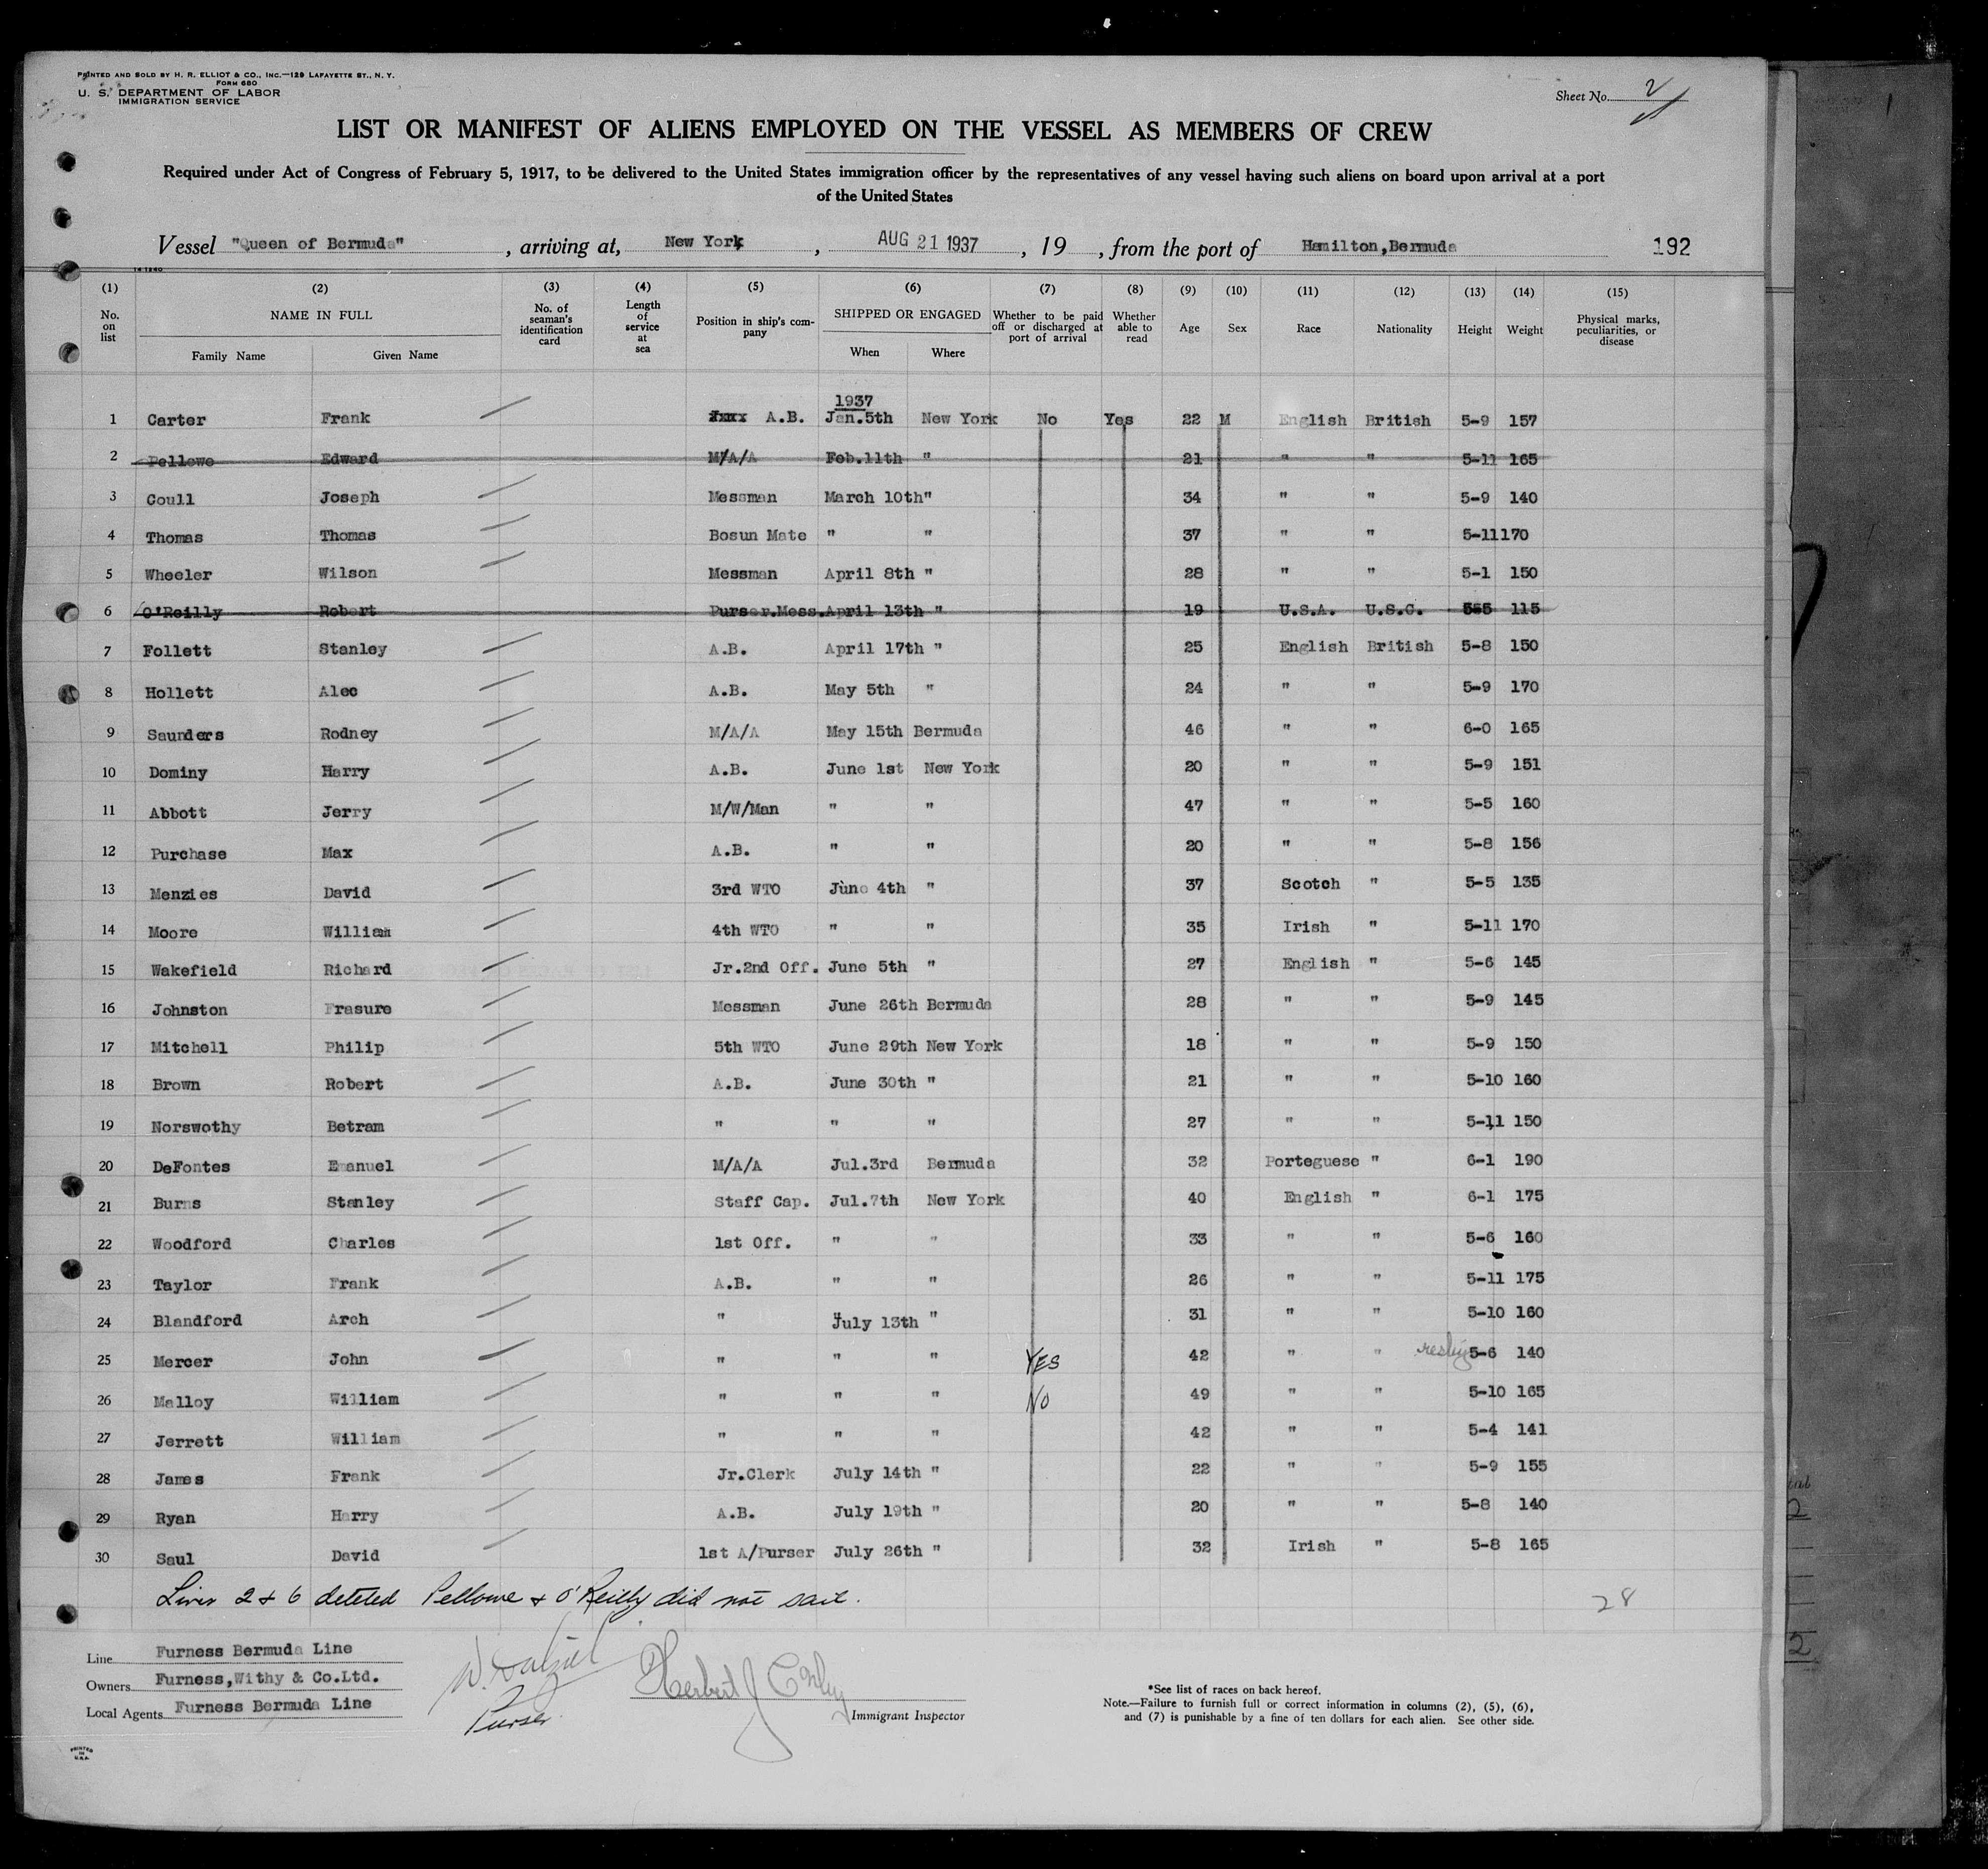 PRINTED AND SOLD BY H. R. ELLIOT & CO., INC.—129 LAFAYETTE ST., N. Y.
FORM 680
U. S. DEPARTMENT OF LABOR
IMMIGRATION SERVICE
Sheet No. 2
LIST OR MANIFEST OF ALIENS EMPLOYED ON THE VESSEL AS MEMBERS OF CREW
Required under Act of Congress of February 5, 1917, to be delivered to the United States immigration officer by the representatives of any vessel having such aliens on board upon arrival at a port
of the United States
Vessel "Queen of Bermuda", arriving at, New York, AUG 21 1937, 19, from the port of Hamilton, Bermuda 192
14 1240
(1) (2) (3) (4) (5) (6) (7) (8) (9) (10) (11) (12) (13) (14) (15)
No. on list NAME IN FULL Family Name Given Name No. of seaman's identification card Length of service at sea Position in ship's company SHIPPED OR ENGAGED When Where Whether to be paid off or discharged at port of arrival Whether able to read Age Sex Race Nationality Height Weight Physical marks, peculiarities, or disease
1937
1 Carter Frank A.B. Jan.5th New York No Yes 22 M English British 5-9 157
2 Pellowe Edward M/A/A Feb.11th " 21 " " 5-11 165
3 Coull Joseph Messman March 10th " 34 " " 5-9 140
4 Thomas Thomas Bosun Mate " " 37 " " 5-11 170
5 Wheeler Wilson Messman April 8th " 28 " " 5-1 150
6 O'Reilly Robert Purser.Mess. April 13th " 19 U.S.A. U.S.C. 5-5 115
7 Follett Stanley A.B. April 17th " 25 English British 5-8 150
8 Hollett Alec A.B. May 5th " 24 " " 5-9 170
9 Saunders Rodney M/A/A May 15th Bermuda 46 " " 6-0 165
10 Dominy Harry A.B. June 1st New York 20 " " 5-9 151
11 Abbott Jerry M/W/Man " " 47 " " 5-5 160
12 Purchase Max A.B. " " 20 " " 5-8 156
13 Menzies David 3rd WTO June 4th " 37 Scotch " 5-5 135
14 Moore William 4th WTO " " 35 Irish " 5-11 170
15 Wakefield Richard Jr.2nd Off. June 5th " 27 English " 5-6 145
16 Johnston Frasure Messman June 26th Bermuda 28 " " 5-9 145
17 Mitchell Philip 5th WTO June 29th New York 18 " " 5-9 150
18 Brown Robert A.B. June 30th " 21 " " 5-10 160
19 Norswothy Betram " " " 27 " " 5-11 150
20 DeFontes Emanuel M/A/A Jul.3rd Bermuda 32 Porteguese " 6-1 190
21 Burns Stanley Staff Cap. Jul.7th New York 40 English " 6-1 175
22 Woodford Charles 1st Off. " " 33 " " 5-6 160
23 Taylor Frank A.B. " " 26 " " 5-11 175
24 Blandford Arch " July 13th " 31 " " 5-10 160
25 Mercer John " " " YES 42 " " 5-6 140
26 Malloy William " " " NO 49 " " 5-10 165
27 Jerrett William " " " 42 " " 5-4 141
28 James Frank Jr.Clerk July 14th " 22 " " 5-9 155
29 Ryan Harry A.B. July 19th " 20 " " 5-8 140
30 Saul David 1st A/Purser July 26th " 32 Irish " 5-8 165
Lines 2 & 6 deleted Pellowe & O'Reilly did not sail.
28
Line Furness Bermuda Line
Owners Furness, Withy & Co.Ltd.
Local Agents Furness Bermuda Line
Purser
Herbert J
Immigrant Inspector
*See list of races on back hereof.
Note.—Failure to furnish full or correct information in columns (2), (5), (6),
and (7) is punishable by a fine of ten dollars for each alien. See other side.
PRINTED IN U.S.A.
2
2